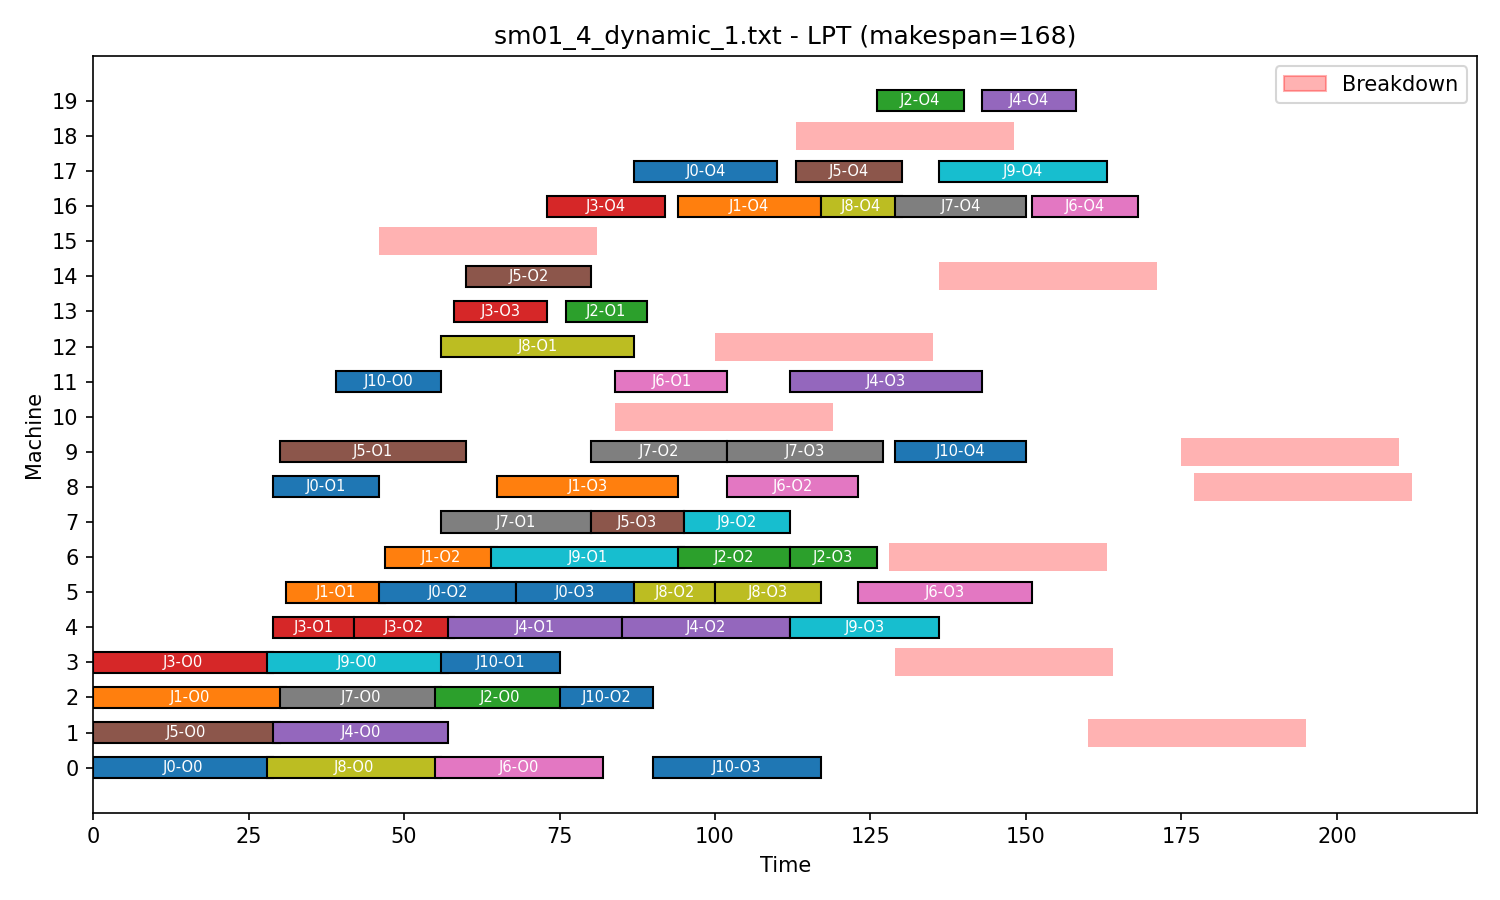 sm01_4_dynamic_1.txt - LPT (makespan=168)
Breakdown
Machine
19 J2-O4 J4-O4
18
17 J0-O4 J5-O4 J9-O4
16 J3-O4 J1-O4 J8-O4 J7-O4 J6-O4
15
14 J5-O2
13 J3-O3 J2-O1
12 J8-O1
11 J10-O0 J6-O1 J4-O3
10
9 J5-O1 J7-O2 J7-O3 J10-O4
8 J0-O1 J1-O3 J6-O2
7 J7-O1 J5-O3 J9-O2
6 J1-O2 J9-O1 J2-O2 J2-O3
5 J1-O1 J0-O2 J0-O3 J8-O2 J8-O3 J6-O3
4 J3-O1 J3-O2 J4-O1 J4-O2 J9-O3
3 J3-O0 J9-O0 J10-O1
2 J1-O0 J7-O0 J2-O0 J10-O2
1 J5-O0 J4-O0
0 J0-O0 J8-O0 J6-O0 J10-O3
0 25 50 75 100 125 150 175 200
Time